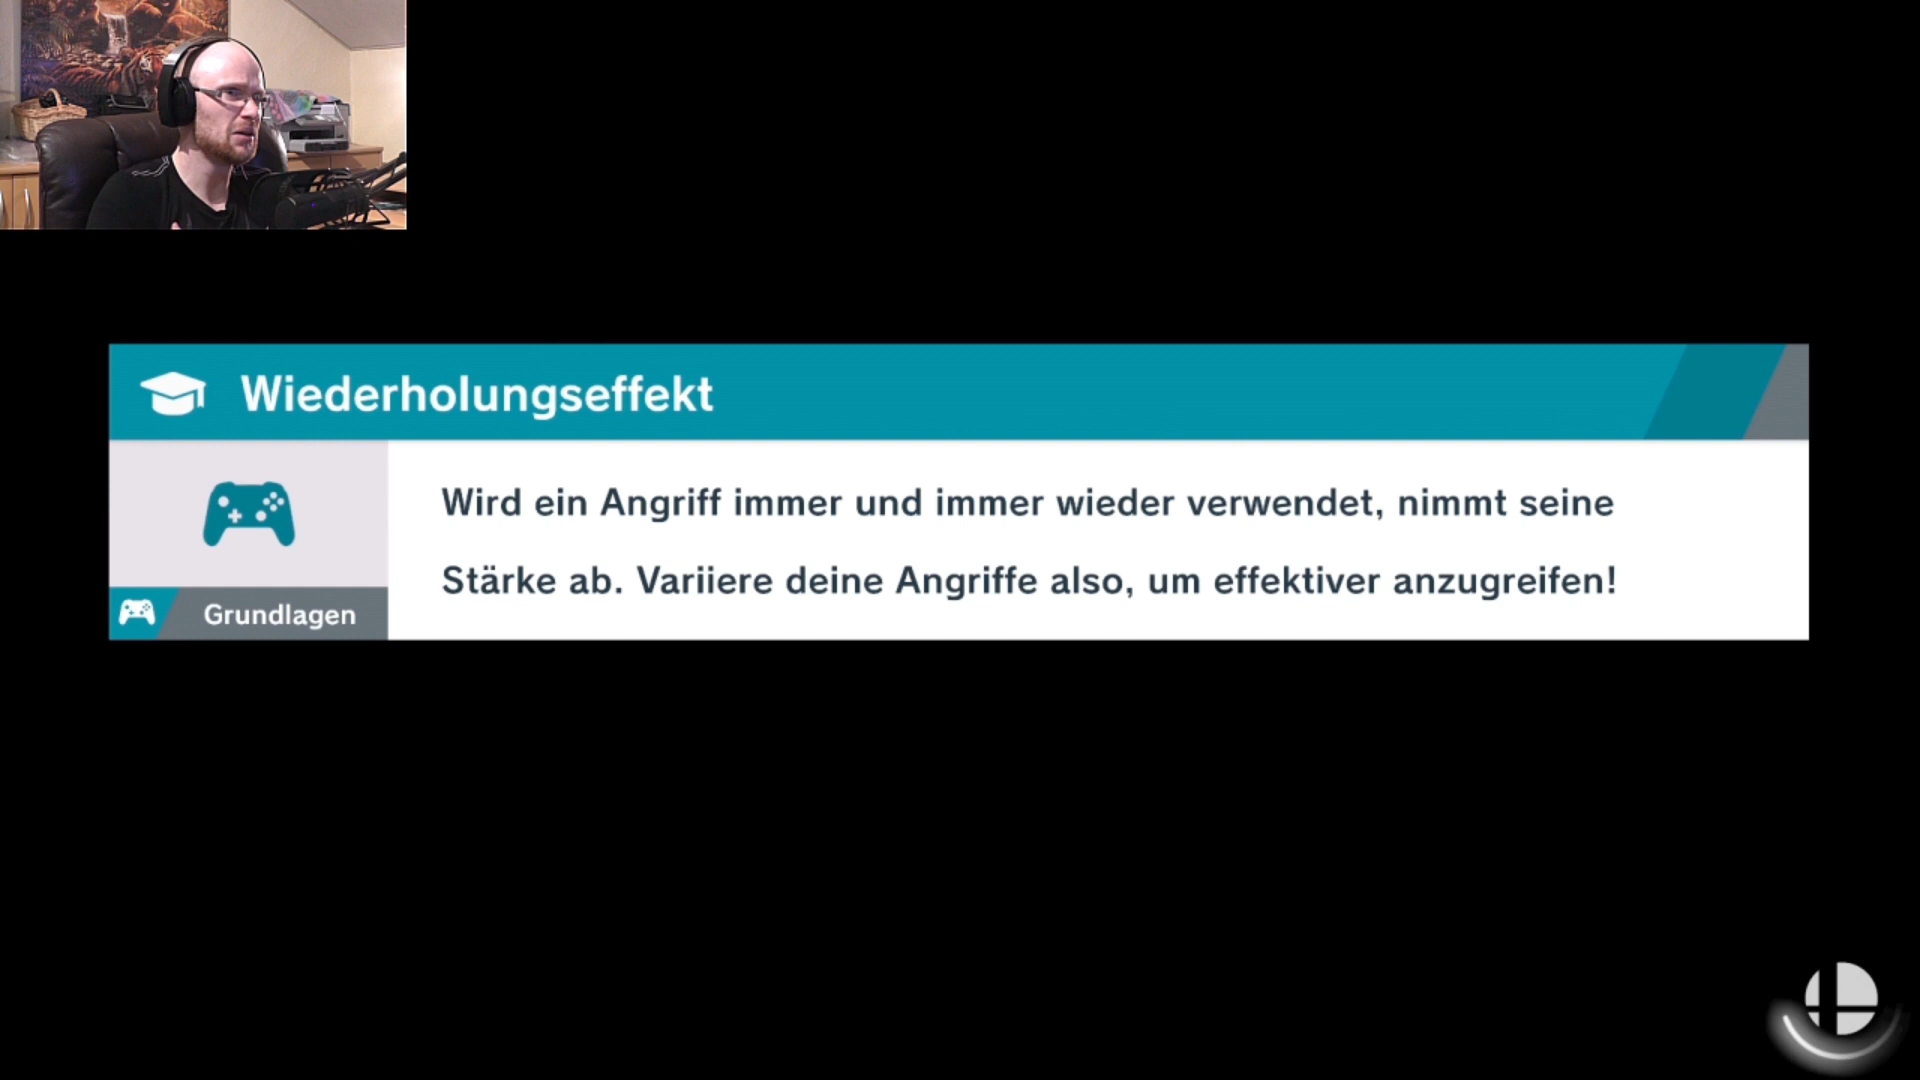 Wiederholungseffekt
Wird ein Angriff immer und immer wieder verwendet, nimmt seine
Stärke ab. Variiere deine Angriffe also, um effektiver anzugreifen!
Grundlagen